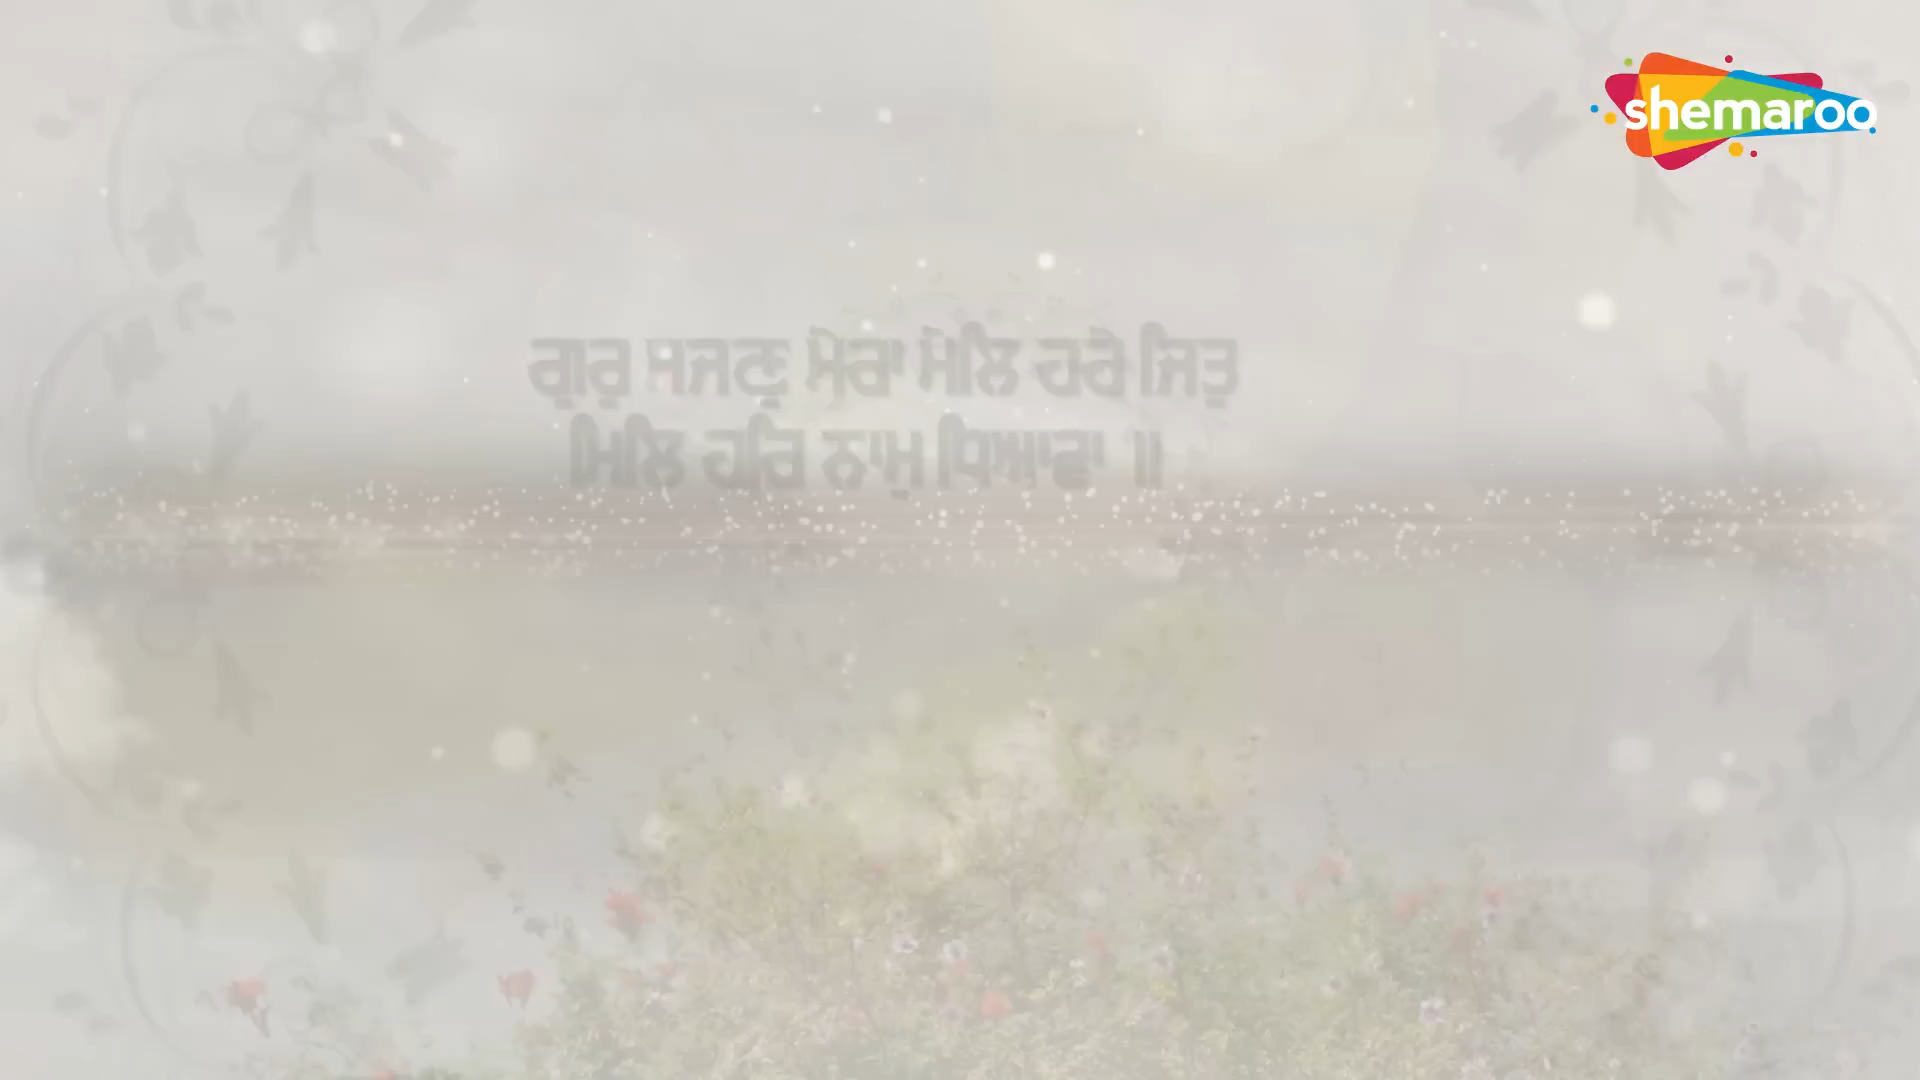 shemaroo
ਗੁਰੁ ਸਜਣੁ ਮੇਰਾ ਮੇਲਿ ਹਰੇ ਜਿਤੁ
ਮਿਲਿ ਹਰਿ ਨਾਮੁ ਧਿਆਵਾ ॥